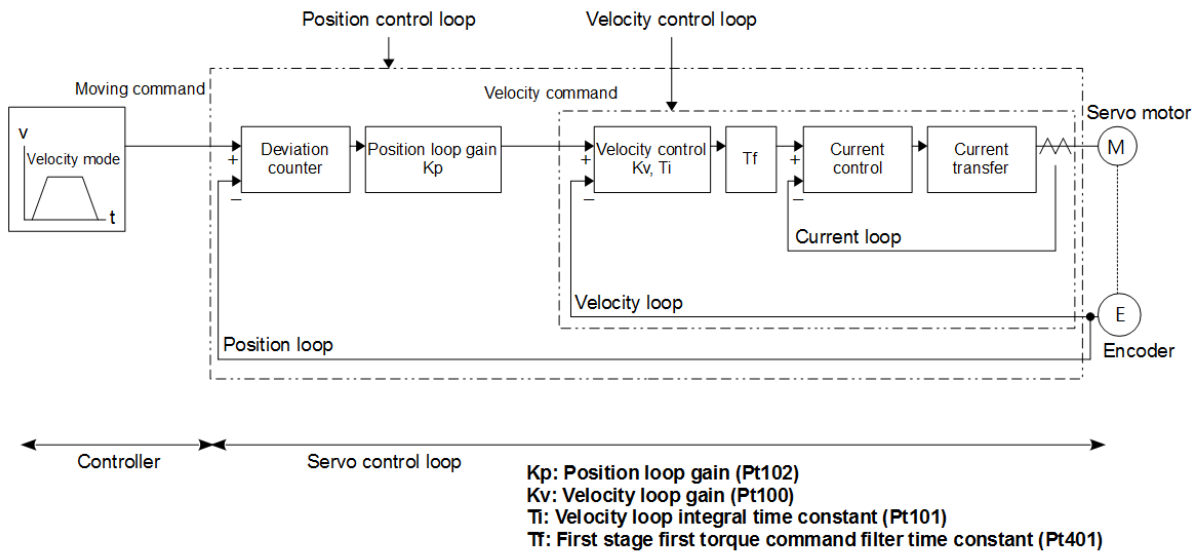 Position control loop
Velocity control loop
Moving command
Velocity command
Servo motor
v
Velocity mode
t
+
−
Deviation
counter
Position loop gain
Kp
+
−
Velocity control
Kv, Ti
Tf
+
−
Current
control
Current
transfer
M
Current loop
Velocity loop
E
Position loop
Encoder
Controller
Servo control loop
Kp: Position loop gain (Pt102)
Kv: Velocity loop gain (Pt100)
Ti: Velocity loop integral time constant (Pt101)
Tf: First stage first torque command filter time constant (Pt401)